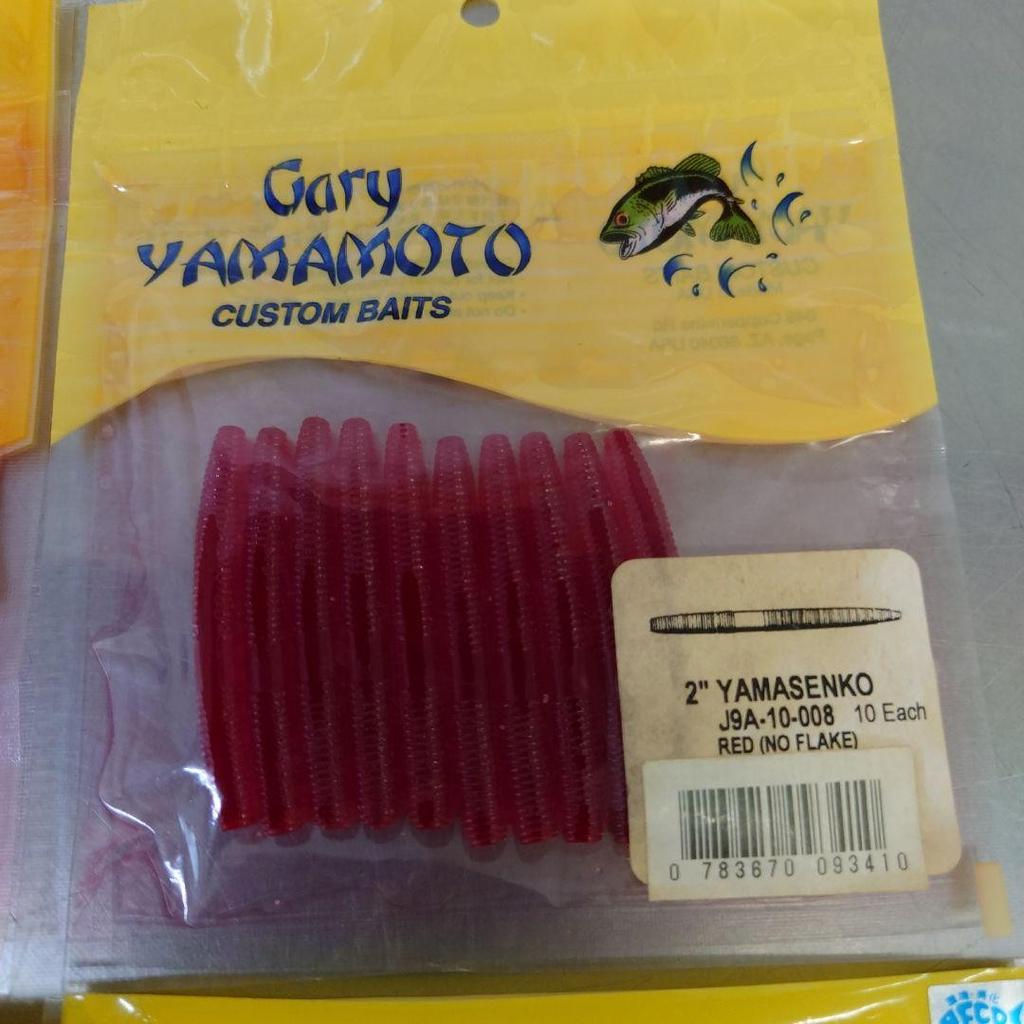 Gary
YAMAMOTO
CUSTOM BAITS
2" YAMASENKO
J9A-10-008 10 Each
RED (NO FLAKE)
0 783670 093410